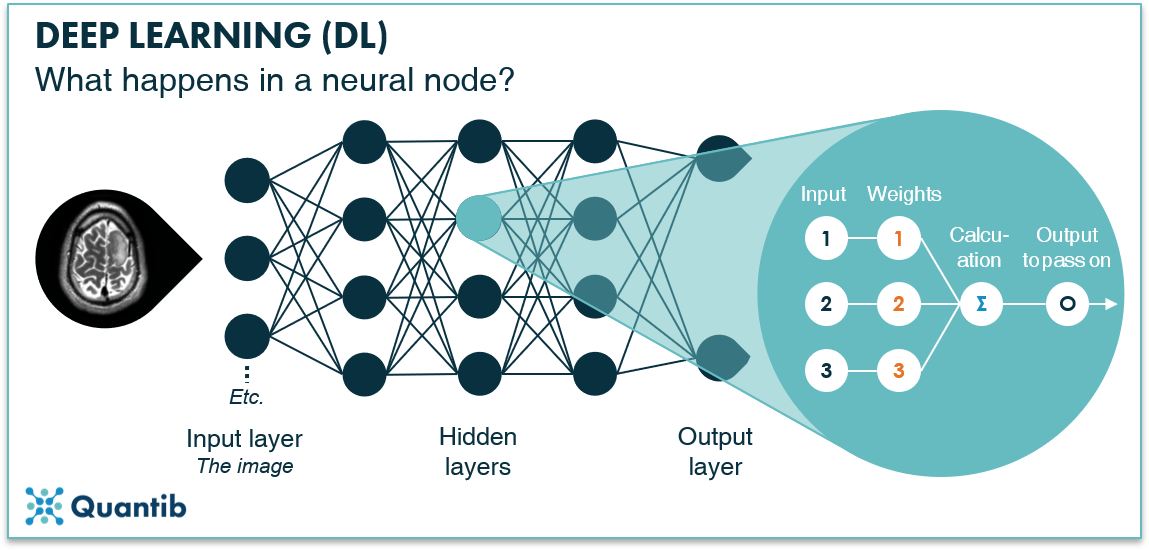 DEEP LEARNING (DL)
What happens in a neural node?
Input Weights
1 1
Calcu-
ation
Output
to pass on
2 2 Σ O
3 3
Etc.
Input layer
The image
Hidden
layers
Output
layer
Quantib